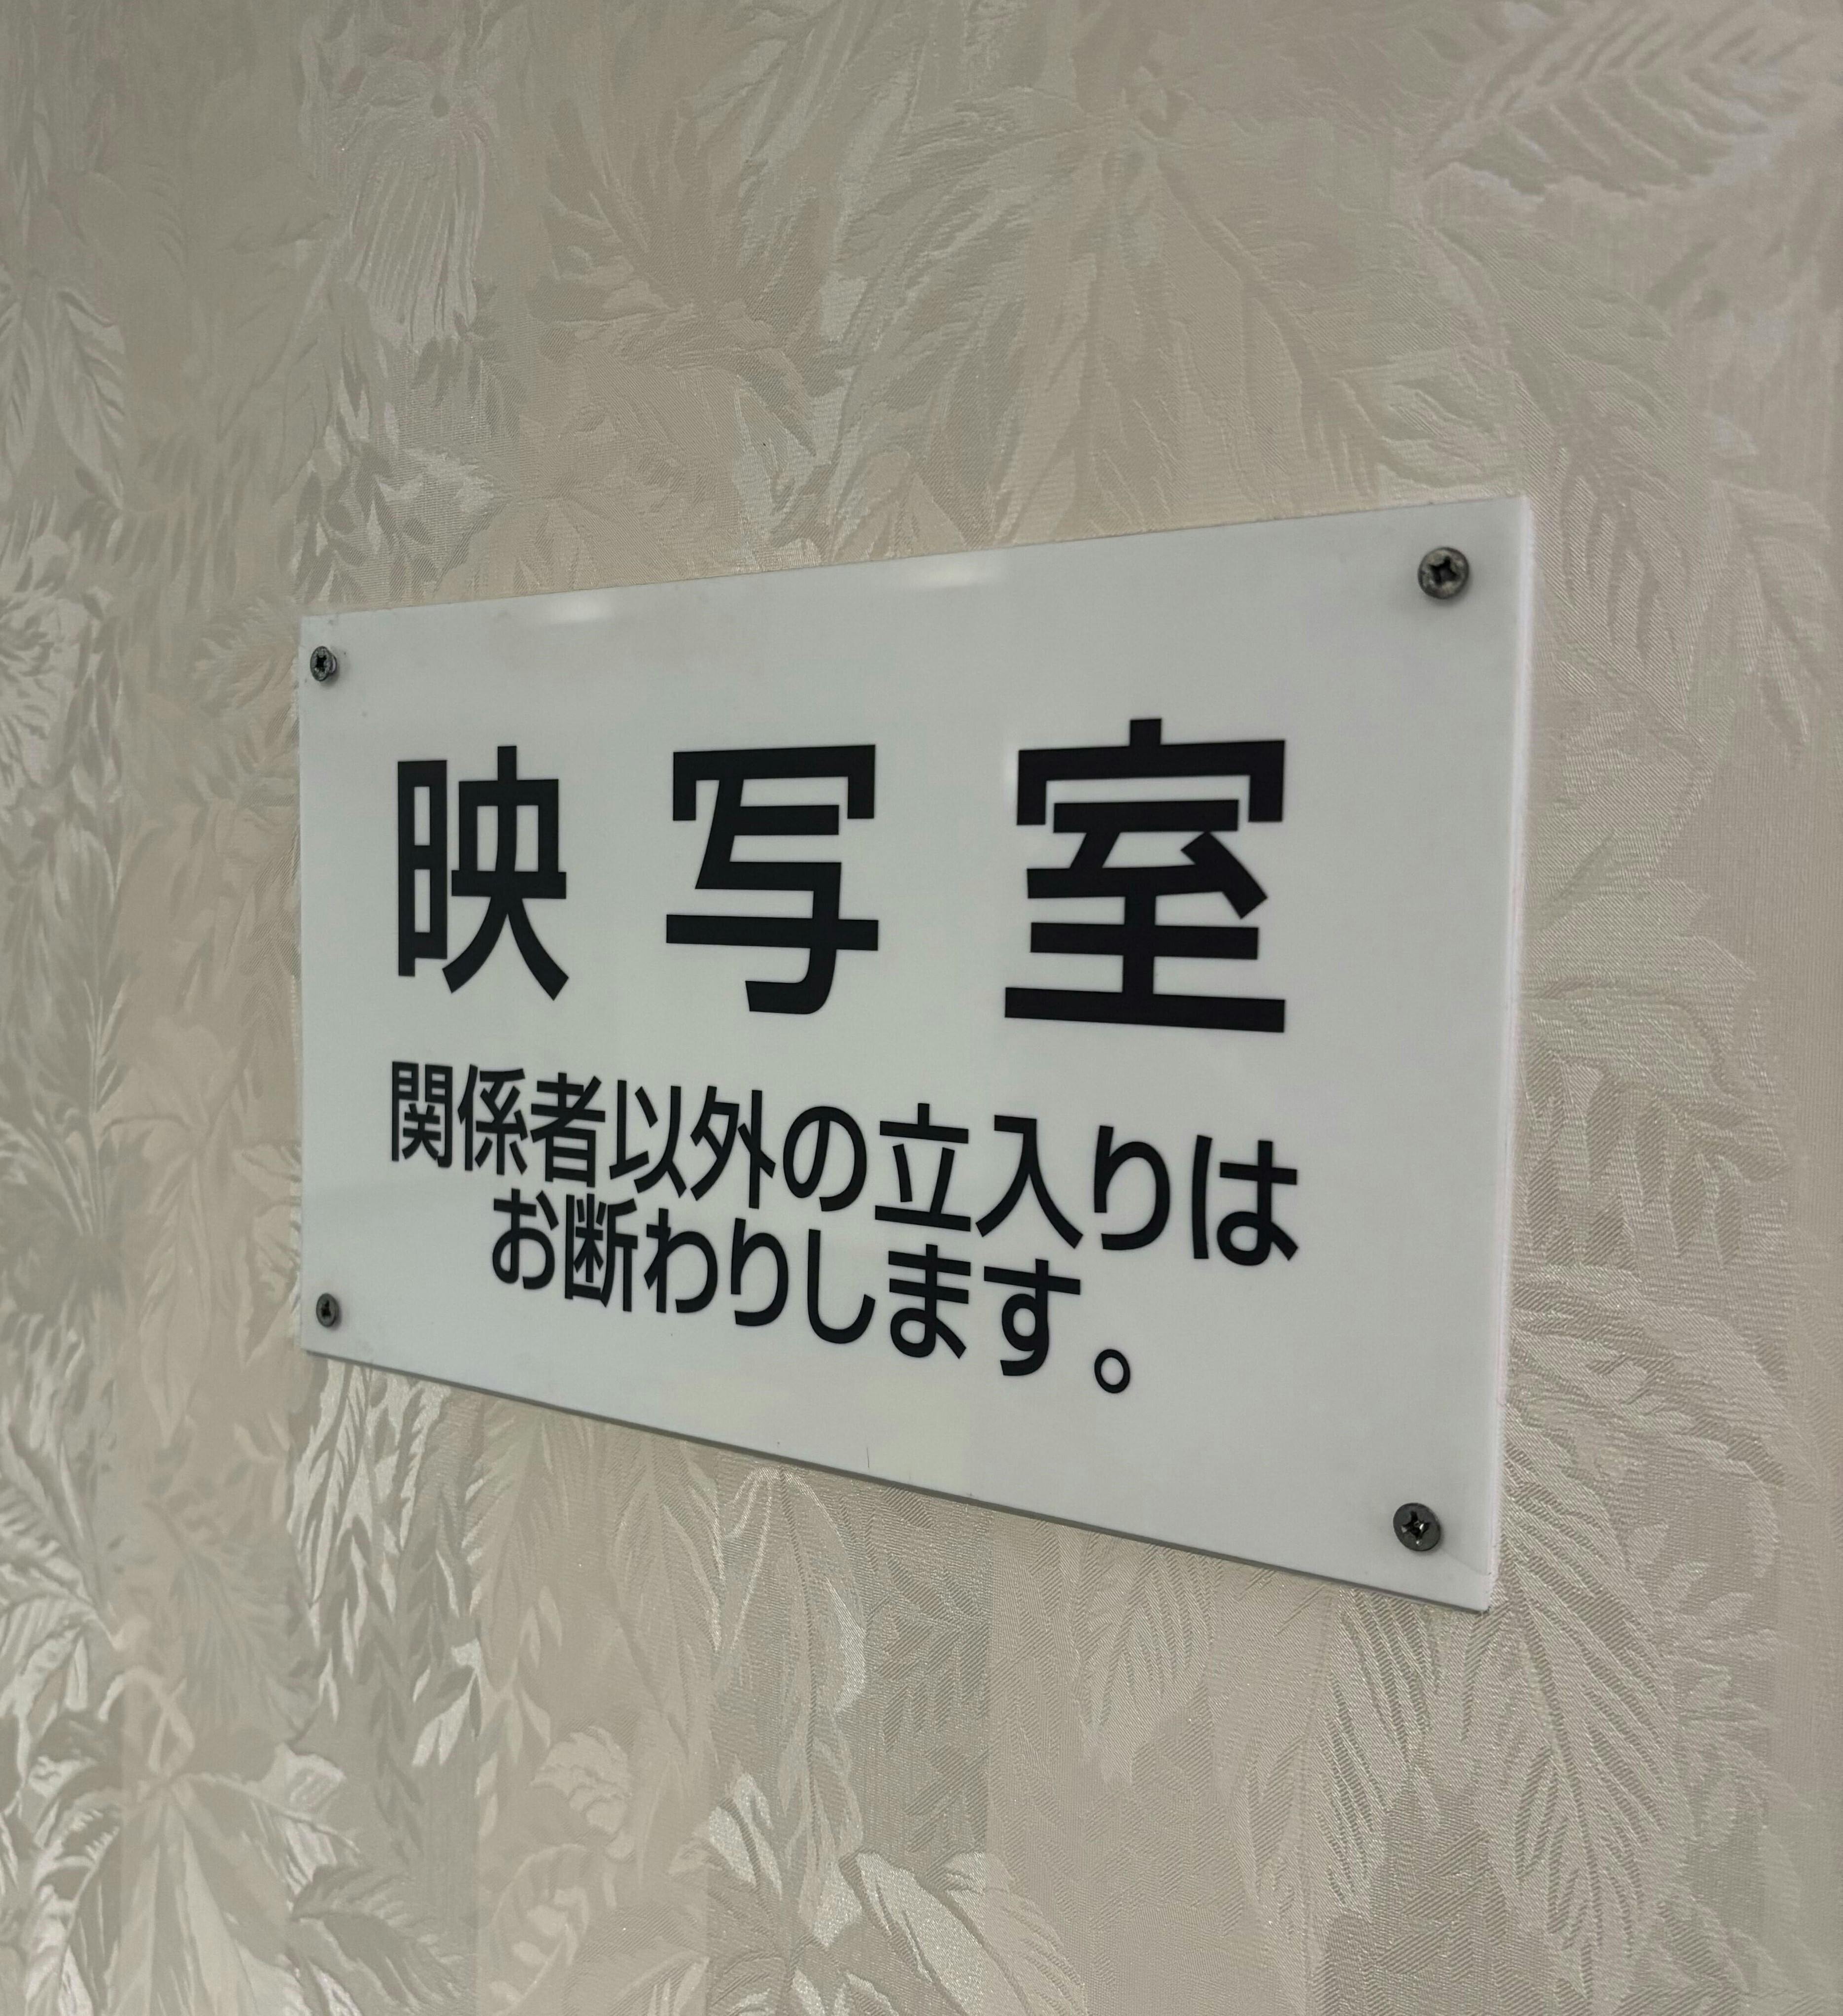 映写室
関係者以外の立入りは
お断わりします。